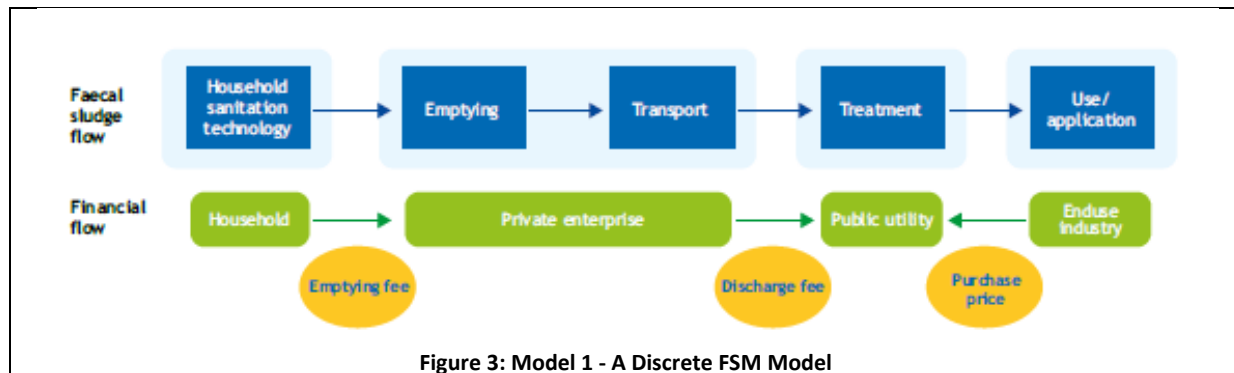 Faecal
sludge
flow
Household
sanitation
technology
Emptying
Transport
Treatment
Use/
application
Financial
flow
Household
Private enterprise
Public utility
Enduse
industry
Emptying fee
Discharge fee
Purchase
price
Figure 3: Model 1 - A Discrete FSM Model